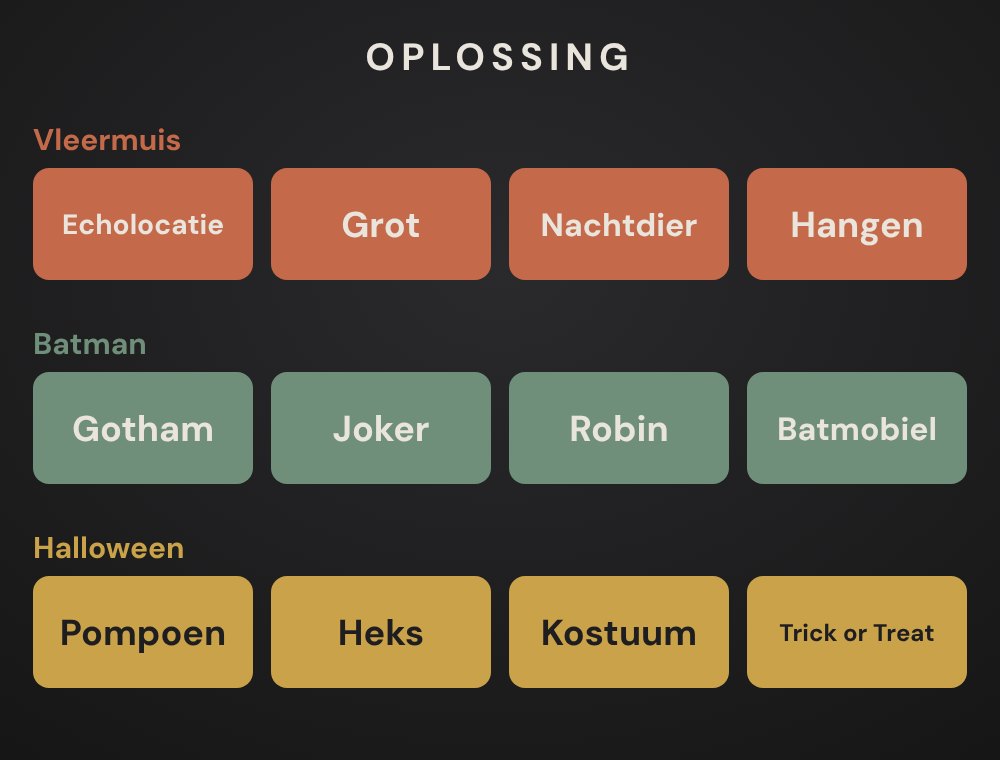 OPLOSSING
Vleermuis
Echolocatie Grot Nachtdier Hangen
Batman
Gotham Joker Robin Batmobiel
Halloween
Pompoen Heks Kostuum Trick or Treat